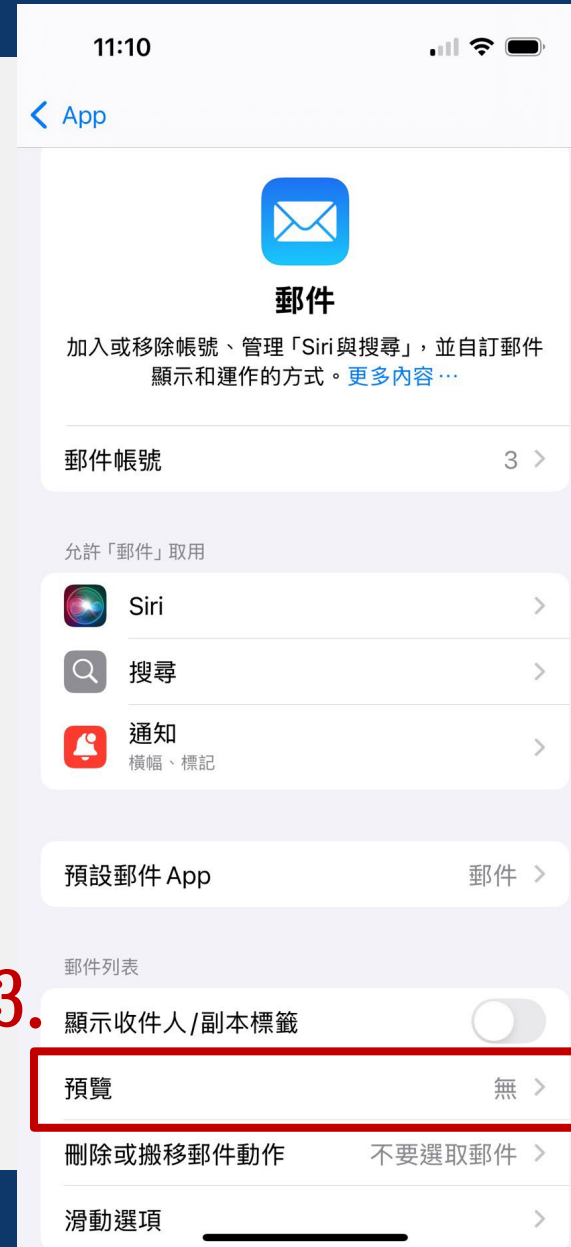 11:10
App
郵件
加入或移除帳號、管理「Siri與搜尋」，並自訂郵件
顯示和運作的方式。更多內容⋯
郵件帳號 3
允許「郵件」取用
Siri
搜尋
通知
橫幅、標記
預設郵件 App 郵件
郵件列表
3.
顯示收件人/副本標籤
預覽 無
刪除或搬移郵件動作 不要選取郵件
滑動選項